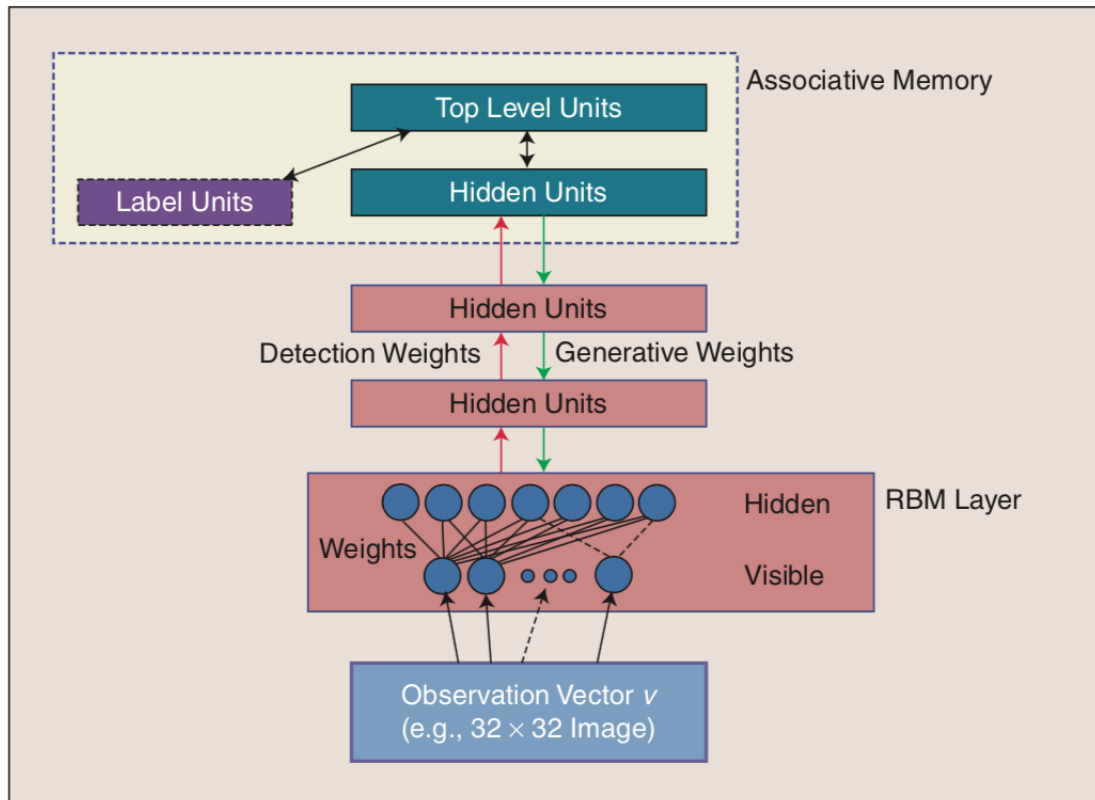 Associative Memory
Top Level Units
Label Units
Hidden Units
Hidden Units
Detection Weights
Generative Weights
Hidden Units
Hidden
RBM Layer
Weights
Visible
Observation Vector v
(e.g., 32 × 32 Image)